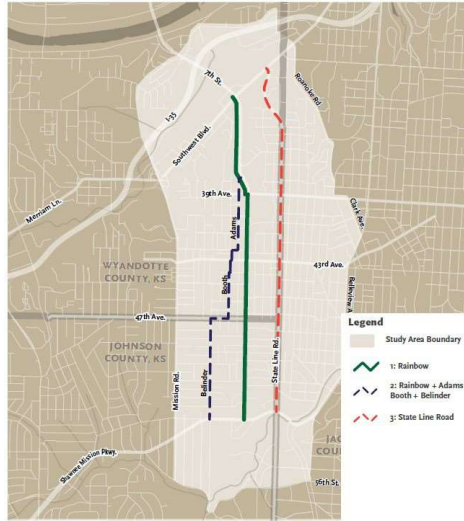 7th St.
Roanoke Rd.
I-35
Southwest Blvd.
39th Ave.
Merriam Ln.
Clark Ave.
Adams
WYANDOTTE
COUNTY, KS
43rd Ave.
Booth
Belleview A
47th Ave.
JOHNSON
COUNTY, KS
Mission Rd.
Belinder
State Line Rd.
Shawnee Mission Pkwy.
JAC
COU
56th St.
Legend
Study Area Boundary
1: Rainbow
2: Rainbow + Adams
Booth + Belinder
3: State Line Road